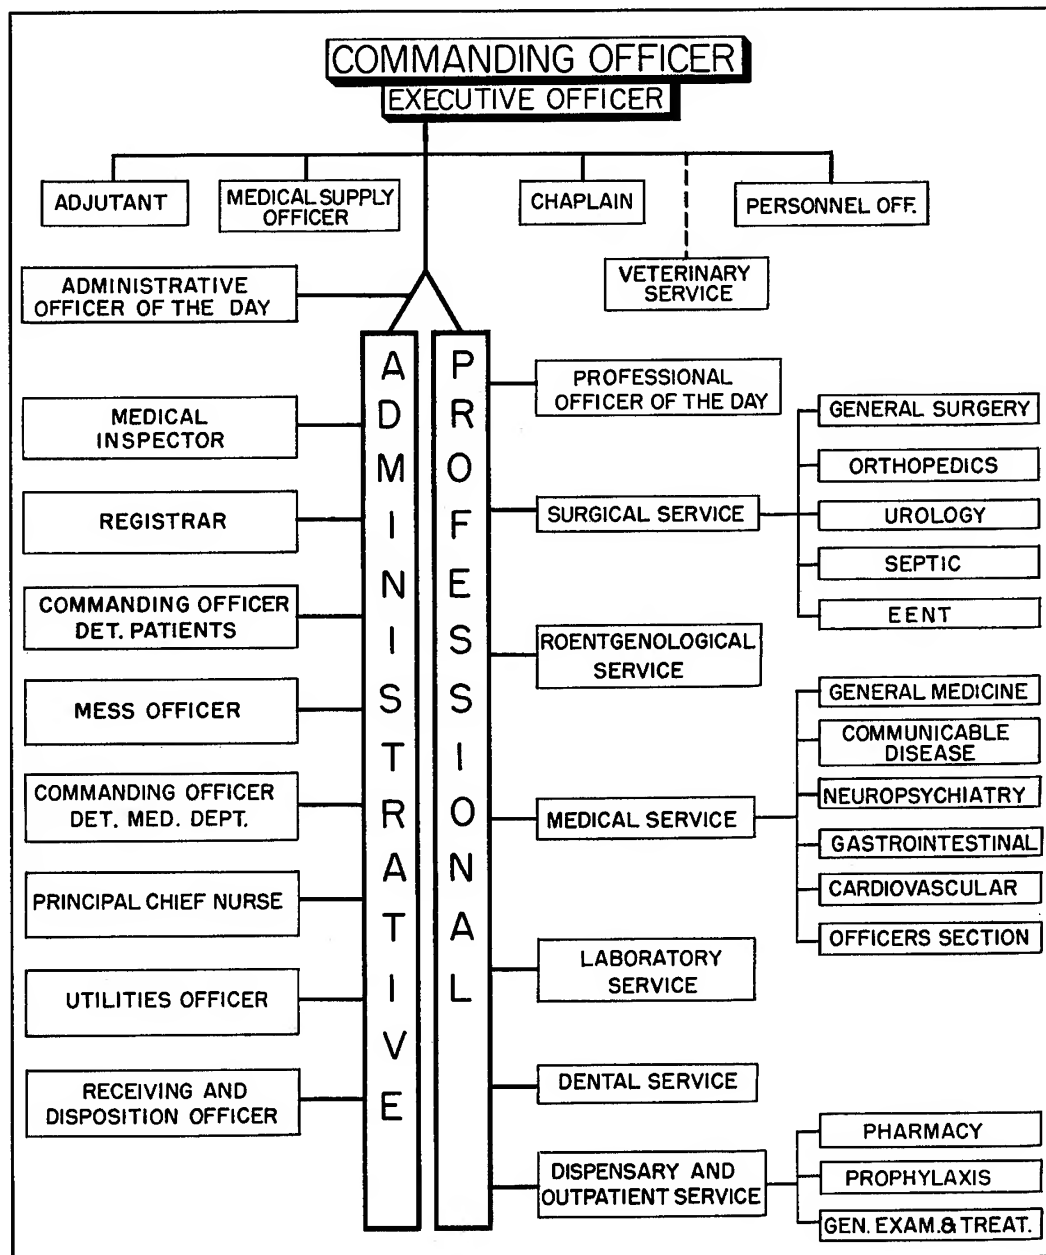 COMMANDING OFFICER
EXECUTIVE OFFICER
ADJUTANT
MEDICAL SUPPLY
OFFICER
CHAPLAIN
PERSONNEL OFF.
VETERINARY
SERVICE
ADMINISTRATIVE
OFFICER OF THE DAY
ADMINISTRATIVE
MEDICAL
INSPECTOR
REGISTRAR
COMMANDING OFFICER
DET. PATIENTS
MESS OFFICER
COMMANDING OFFICER
DET. MED. DEPT.
PRINCIPAL CHIEF NURSE
UTILITIES OFFICER
RECEIVING AND
DISPOSITION OFFICER
PROFESSIONAL
PROFESSIONAL
OFFICER OF THE DAY
SURGICAL SERVICE
GENERAL SURGERY
ORTHOPEDICS
UROLOGY
SEPTIC
EENT
ROENTGENOLOGICAL
SERVICE
MEDICAL SERVICE
GENERAL MEDICINE
COMMUNICABLE
DISEASE
NEUROPSYCHIATRY
GASTROINTESTINAL
CARDIOVASCULAR
OFFICERS SECTION
LABORATORY
SERVICE
DENTAL SERVICE
DISPENSARY AND
OUTPATIENT SERVICE
PHARMACY
PROPHYLAXIS
GEN. EXAM. & TREAT.